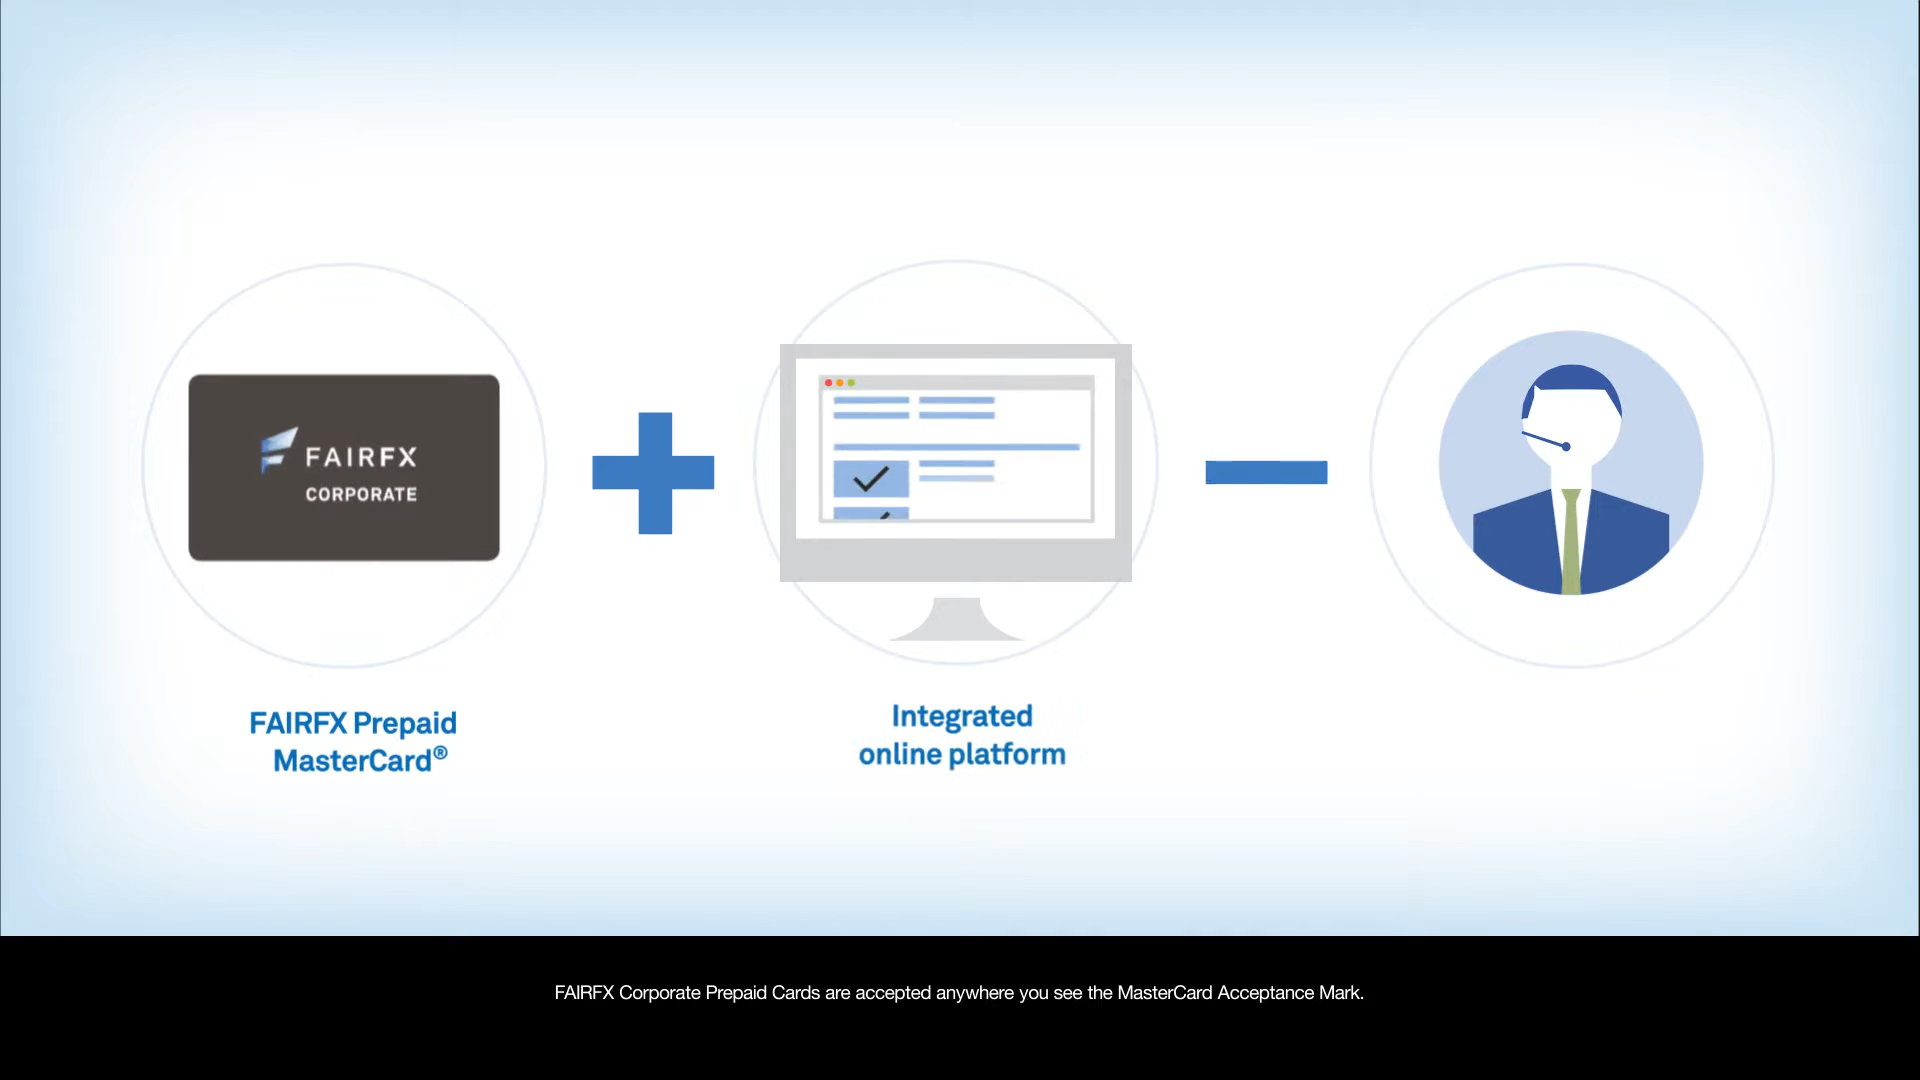 FAIRFX
CORPORATE
FAIRFX Prepaid
MasterCard®
Integrated
online platform
FAIRFX Corporate Prepaid Cards are accepted anywhere you see the MasterCard Acceptance Mark.